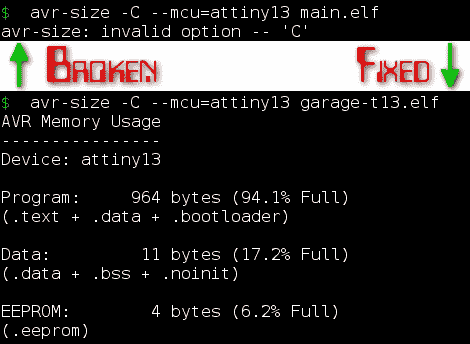 $ avr-size -C --mcu=attiny13 main.elf
avr-size: invalid option -- 'C'
BROKEN FIXED
$ avr-size -C --mcu=attiny13 garage-t13.elf
AVR Memory Usage
----------------
Device: attiny13
Program: 964 bytes (94.1% Full)
(.text + .data + .bootloader)
Data: 11 bytes (17.2% Full)
(.data + .bss + .noinit)
EEPROM: 4 bytes (6.2% Full)
(.eeprom)